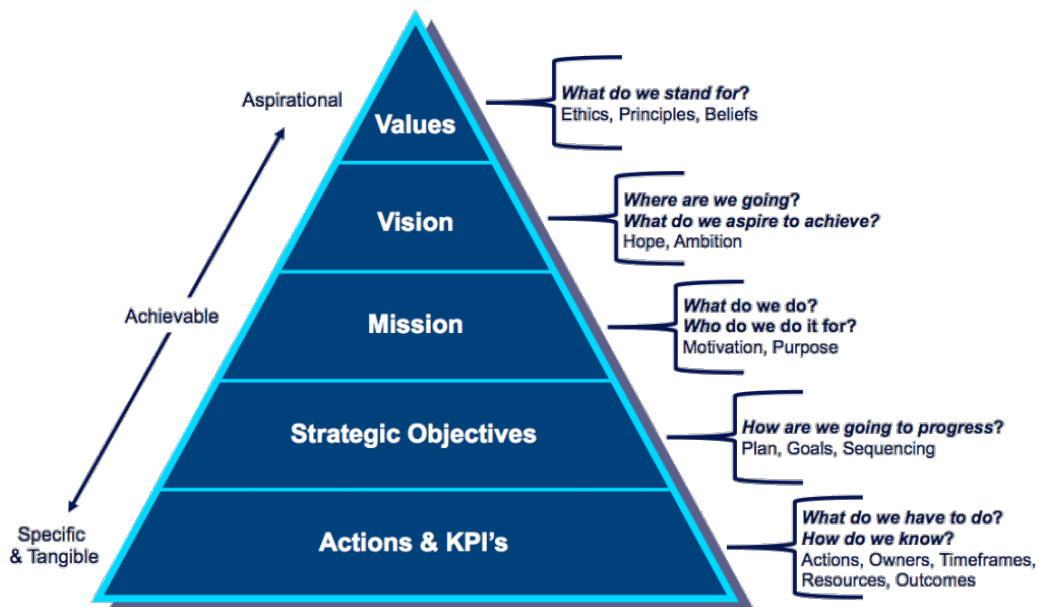 Aspirational
Values
What do we stand for?
Ethics, Principles, Beliefs
Vision
Where are we going?
What do we aspire to achieve?
Hope, Ambition
Achievable
Mission
What do we do?
Who do we do it for?
Motivation, Purpose
Strategic Objectives
How are we going to progress?
Plan, Goals, Sequencing
Specific
& Tangible
Actions & KPI's
What do we have to do?
How do we know?
Actions, Owners, Timeframes,
Resources, Outcomes